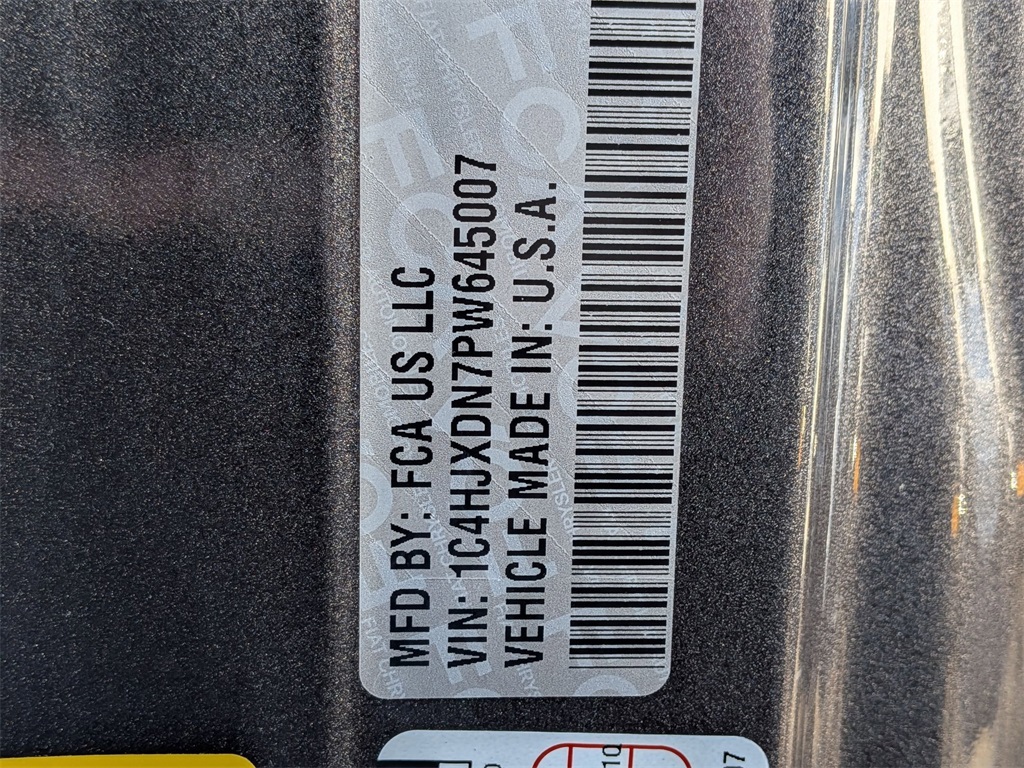 MFD BY: FCA US LLC
VIN: 1C4HJXDN7PW645007
VEHICLE MADE IN: U.S.A.